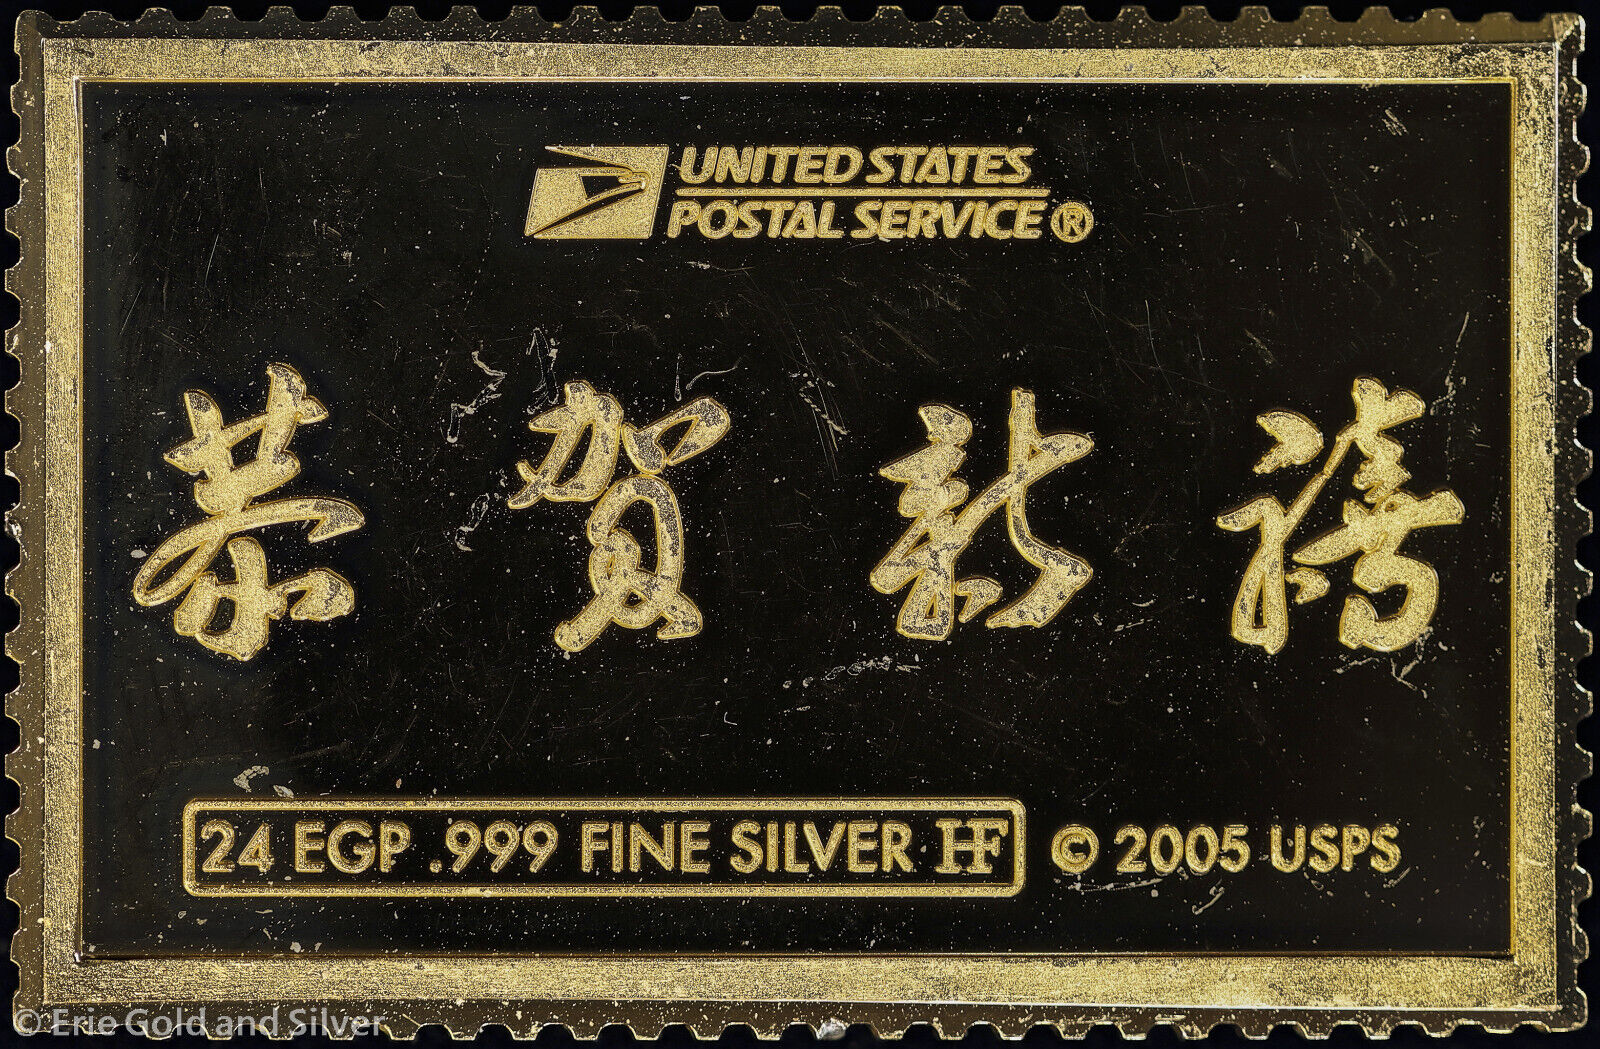 UNITED STATES
POSTAL SERVICE®
恭賀新禧
24 EGP .999 FINE SILVER HF © 2005 USPS
© Erie Gold and Silver